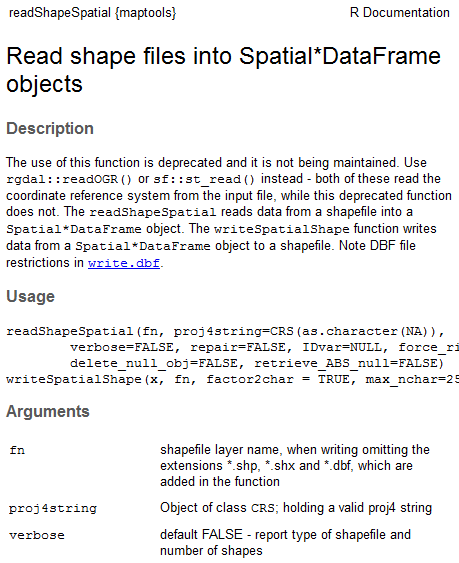 readShapeSpatial {maptools} R Documentation
Read shape files into Spatial*DataFrame
objects
Description
The use of this function is deprecated and it is not being maintained. Use
rgdal::readOGR() or sf::st_read() instead - both of these read the
coordinate reference system from the input file, while this deprecated function
does not. The readShapeSpatial reads data from a shapefile into a
Spatial*DataFrame object. The writeSpatialShape function writes
data from a Spatial*DataFrame object to a shapefile. Note DBF file
restrictions in write.dbf.
Usage
readShapeSpatial(fn, proj4string=CRS(as.character(NA)),
verbose=FALSE, repair=FALSE, IDvar=NULL, force_ri
delete_null_obj=FALSE, retrieve_ABS_null=FALSE)
writeSpatialShape(x, fn, factor2char = TRUE, max_nchar=25
Arguments
fn shapefile layer name, when writing omitting the
extensions *.shp, *.shx and *.dbf, which are
added in the function
proj4string Object of class CRS; holding a valid proj4 string
verbose default FALSE - report type of shapefile and
number of shapes